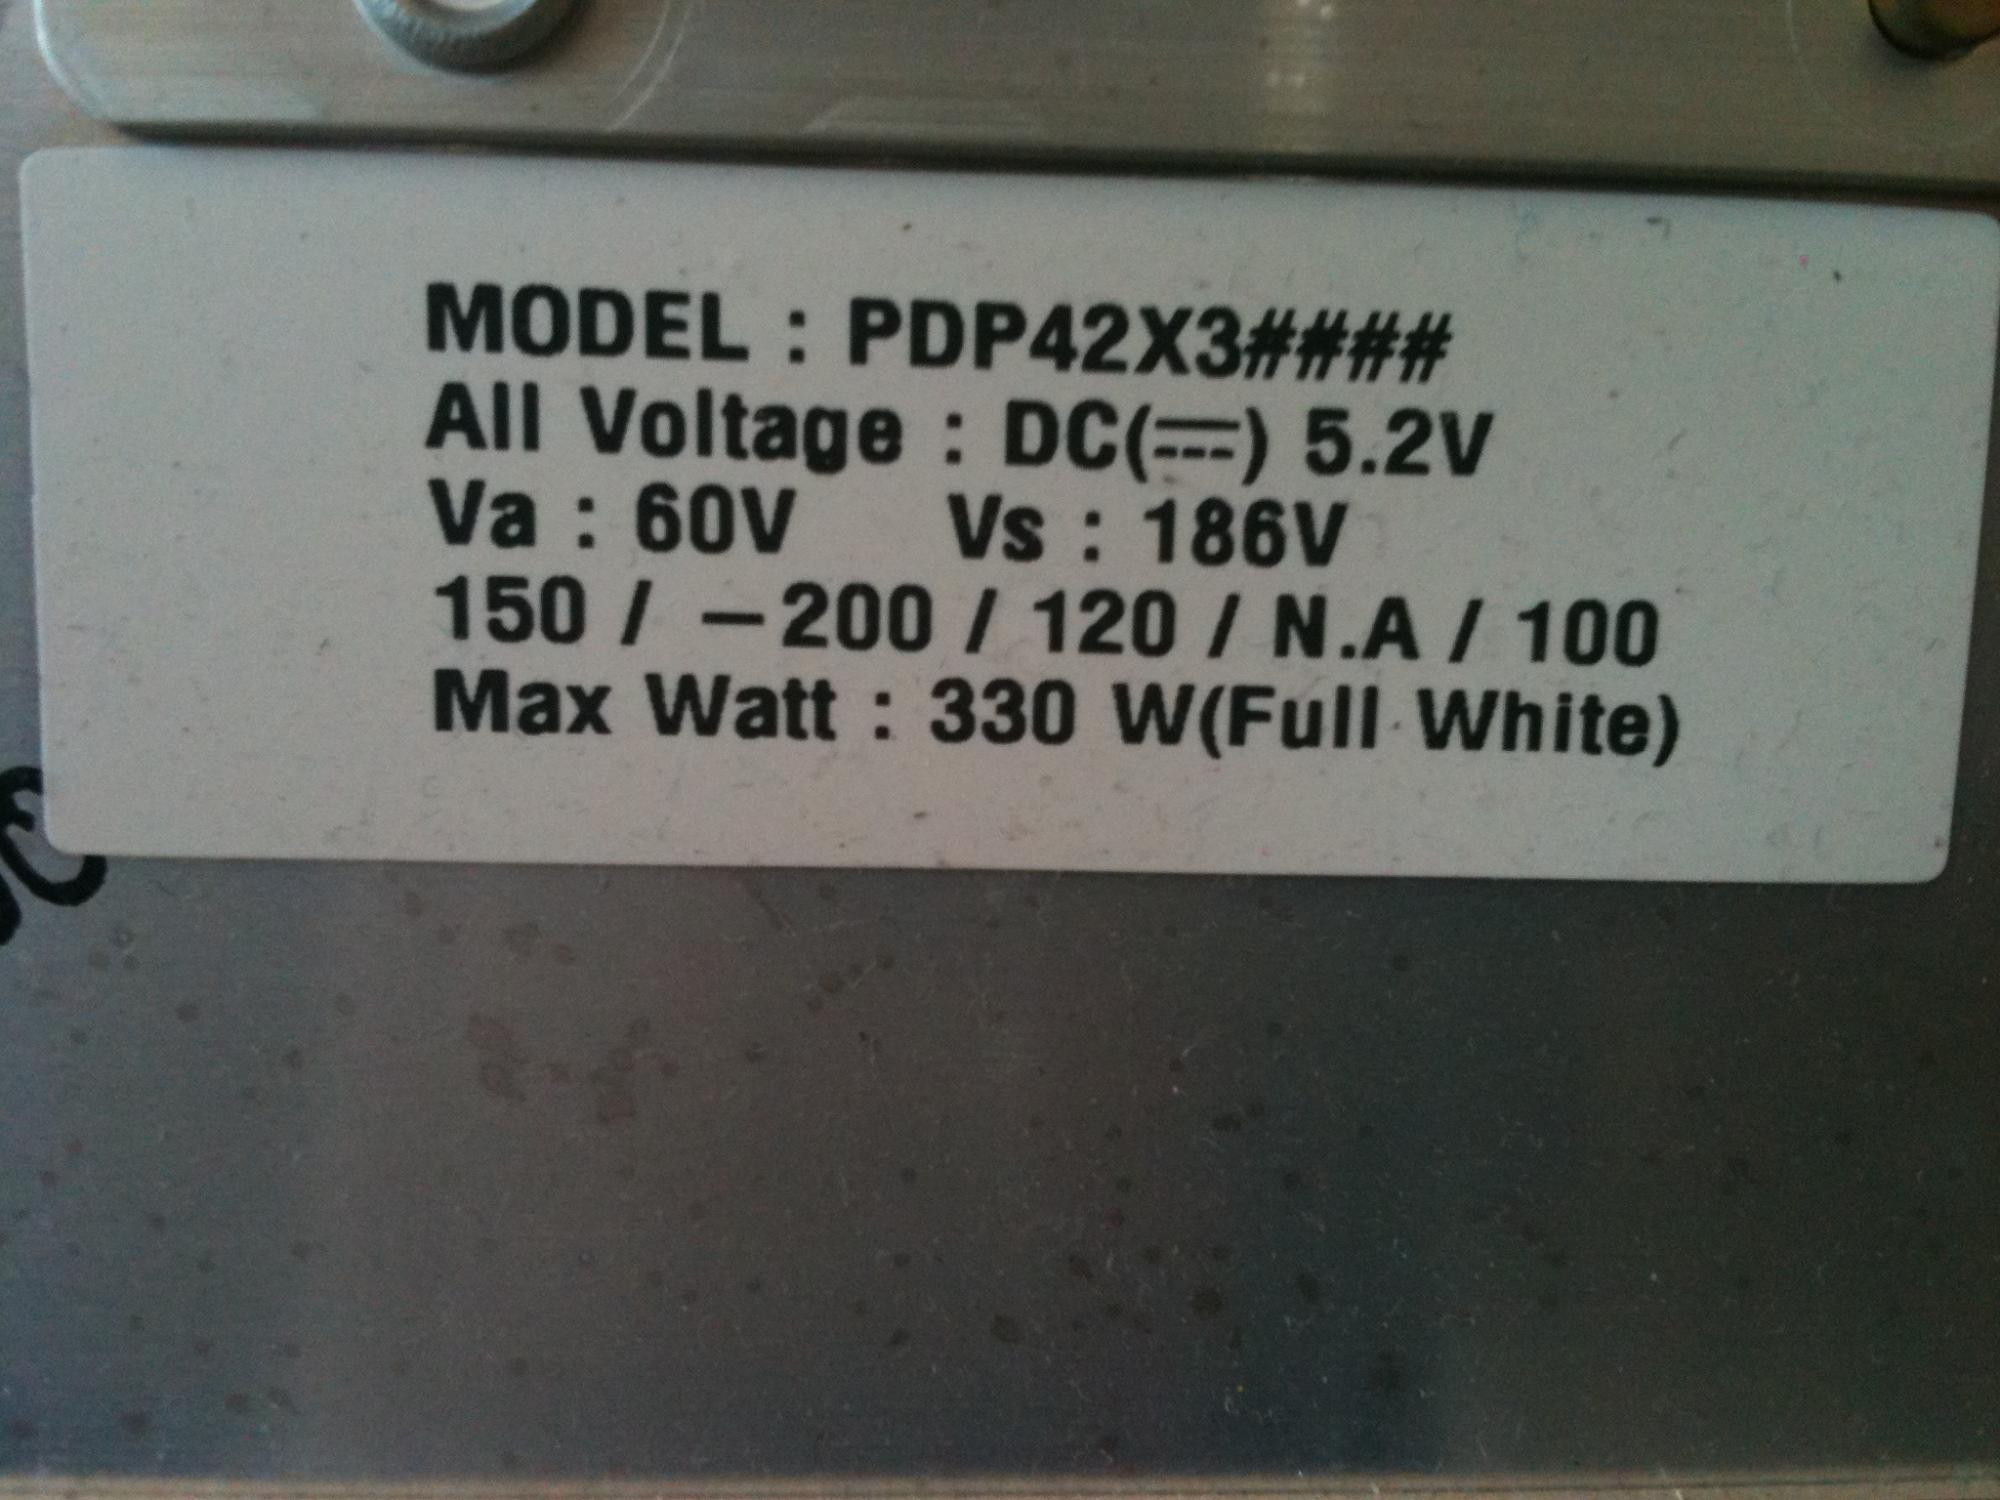 MODEL : PDP42X3####
All Voltage : DC(⎓) 5.2V
Va : 60V Vs : 186V
150 / -200 / 120 / N.A / 100
Max Watt : 330 W(Full White)